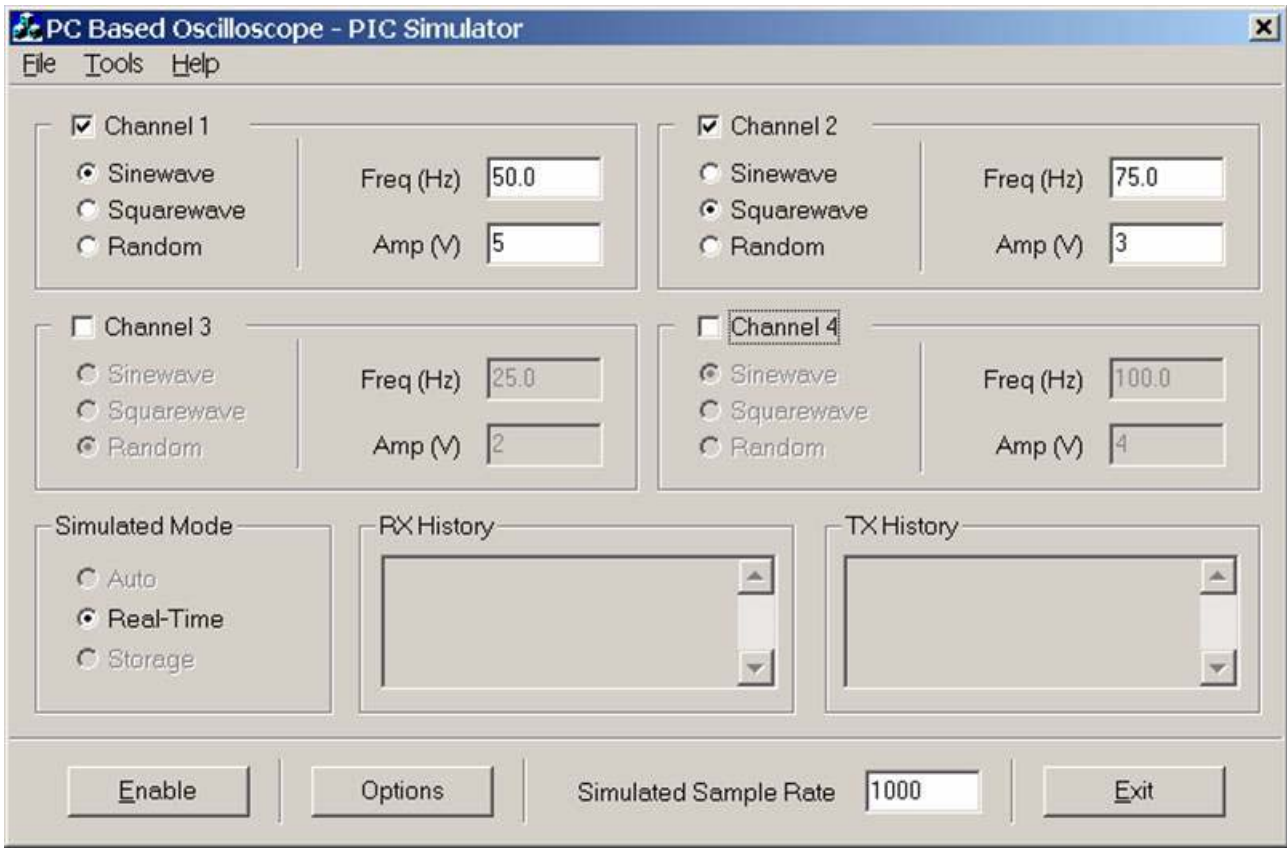 PC Based Oscilloscope - PIC Simulator
File Tools Help
Channel 1
Sinewave
Squarewave
Random
Freq (Hz) 50.0
Amp (V) 5
Channel 2
Sinewave
Squarewave
Random
Freq (Hz) 75.0
Amp (V) 3
Channel 3
Sinewave
Squarewave
Random
Freq (Hz) 25.0
Amp (V) 2
Channel 4
Sinewave
Squarewave
Random
Freq (Hz) 100.0
Amp (V) 4
Simulated Mode
Auto
Real-Time
Storage
RX History
TX History
Enable
Options
Simulated Sample Rate 1000
Exit